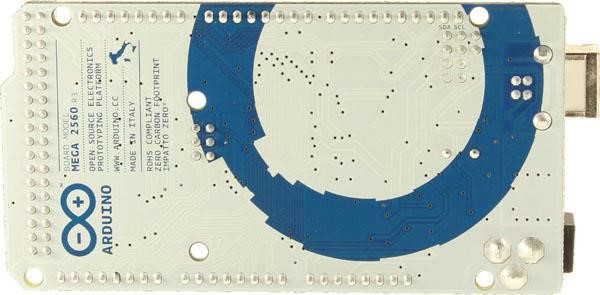 BOARD MODEL
MEGA 2560 R3
OPEN-SOURCE ELECTRONICS
PROTOTYPING PLATFORM
WWW.ARDUINO.CC
MADE IN ITALY
ROHS COMPLIANT
ZERO CARBON FOOTPRINT
IMPATTO ZERO®
ARDUINO
SDA SCL